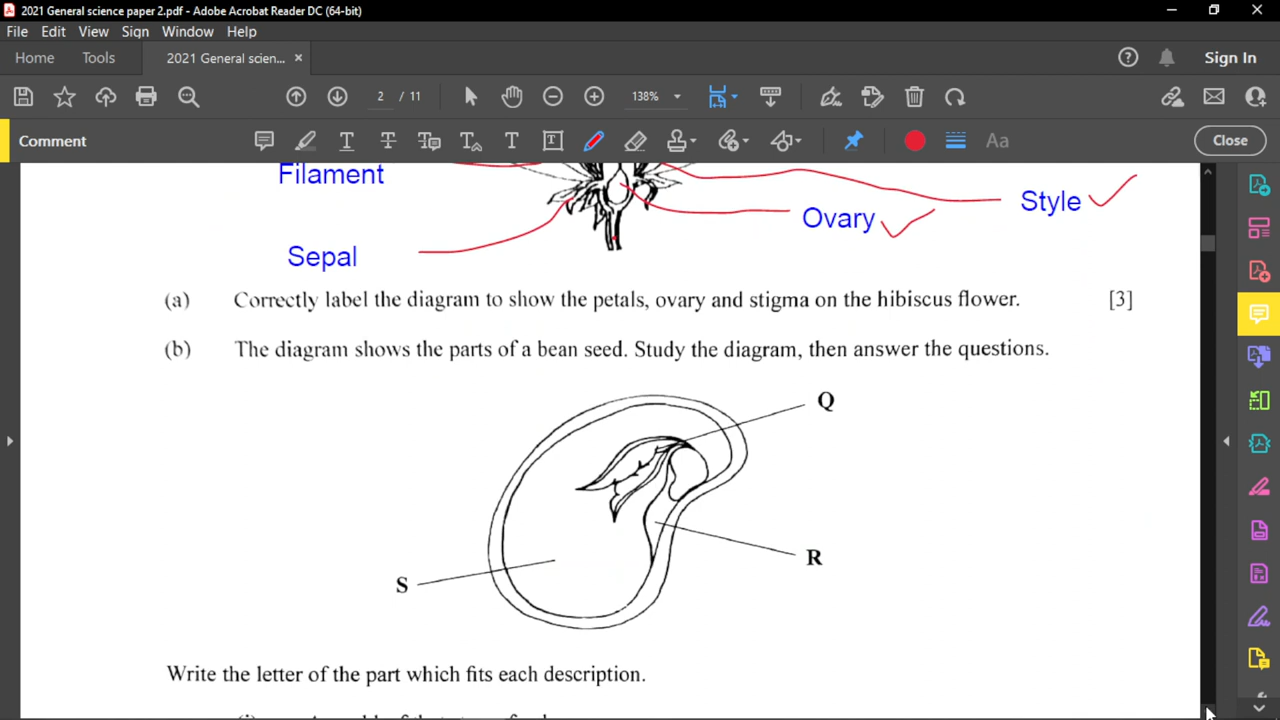 2021 General science paper 2.pdf - Adobe Acrobat Reader DC (64-bit)
File Edit View Sign Window Help
Home Tools 2021 General scien... × Sign In
2 / 11 138%
Comment Close
Filament
Style
Ovary
Sepal
(a) Correctly label the diagram to show the petals, ovary and stigma on the hibiscus flower. [3]
(b) The diagram shows the parts of a bean seed. Study the diagram, then answer the questions.
Q
R
S
Write the letter of the part which fits each description.